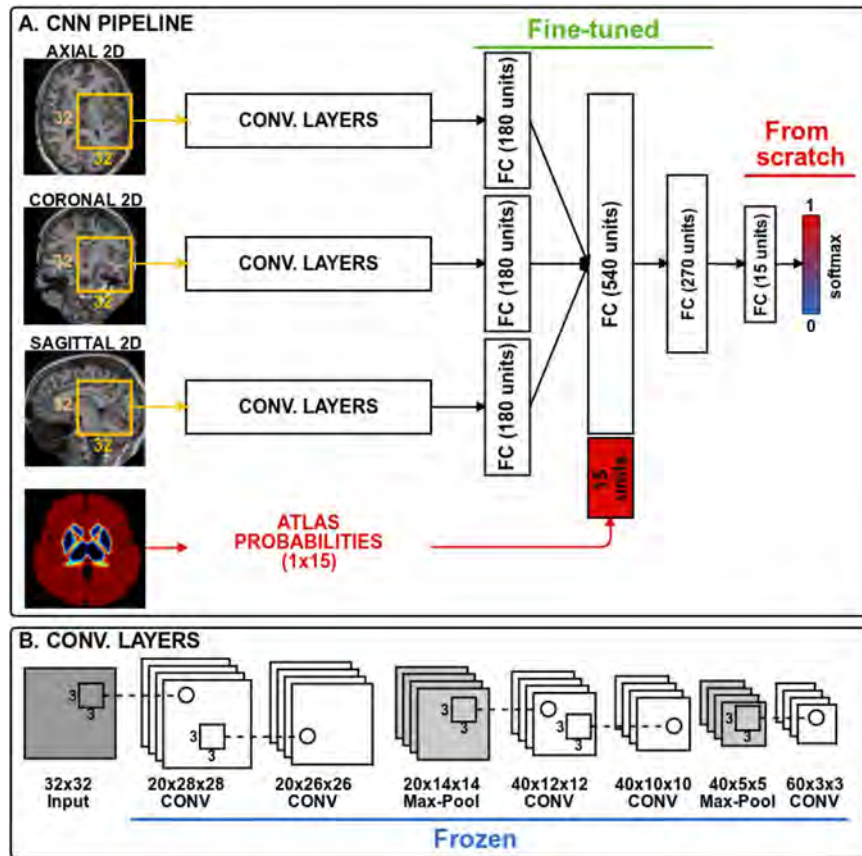 A. CNN PIPELINE
AXIAL 2D
Fine-tuned
32
32
CONV. LAYERS
FC (180 units)
From
scratch
CORONAL 2D
32
32
CONV. LAYERS
FC (180 units)
FC (540 units)
FC (270 units)
FC (15 units)
1
softmax
0
SAGITTAL 2D
32
32
CONV. LAYERS
FC (180 units)
15
units
ATLAS
PROBABILITIES
(1x15)
B. CONV. LAYERS
3
3
3
3
3
3
3
3
3
3
3
3
32x32
Input
20x28x28
CONV
20x26x26
CONV
20x14x14
Max-Pool
40x12x12
CONV
40x10x10
CONV
40x5x5
Max-Pool
60x3x3
CONV
Frozen